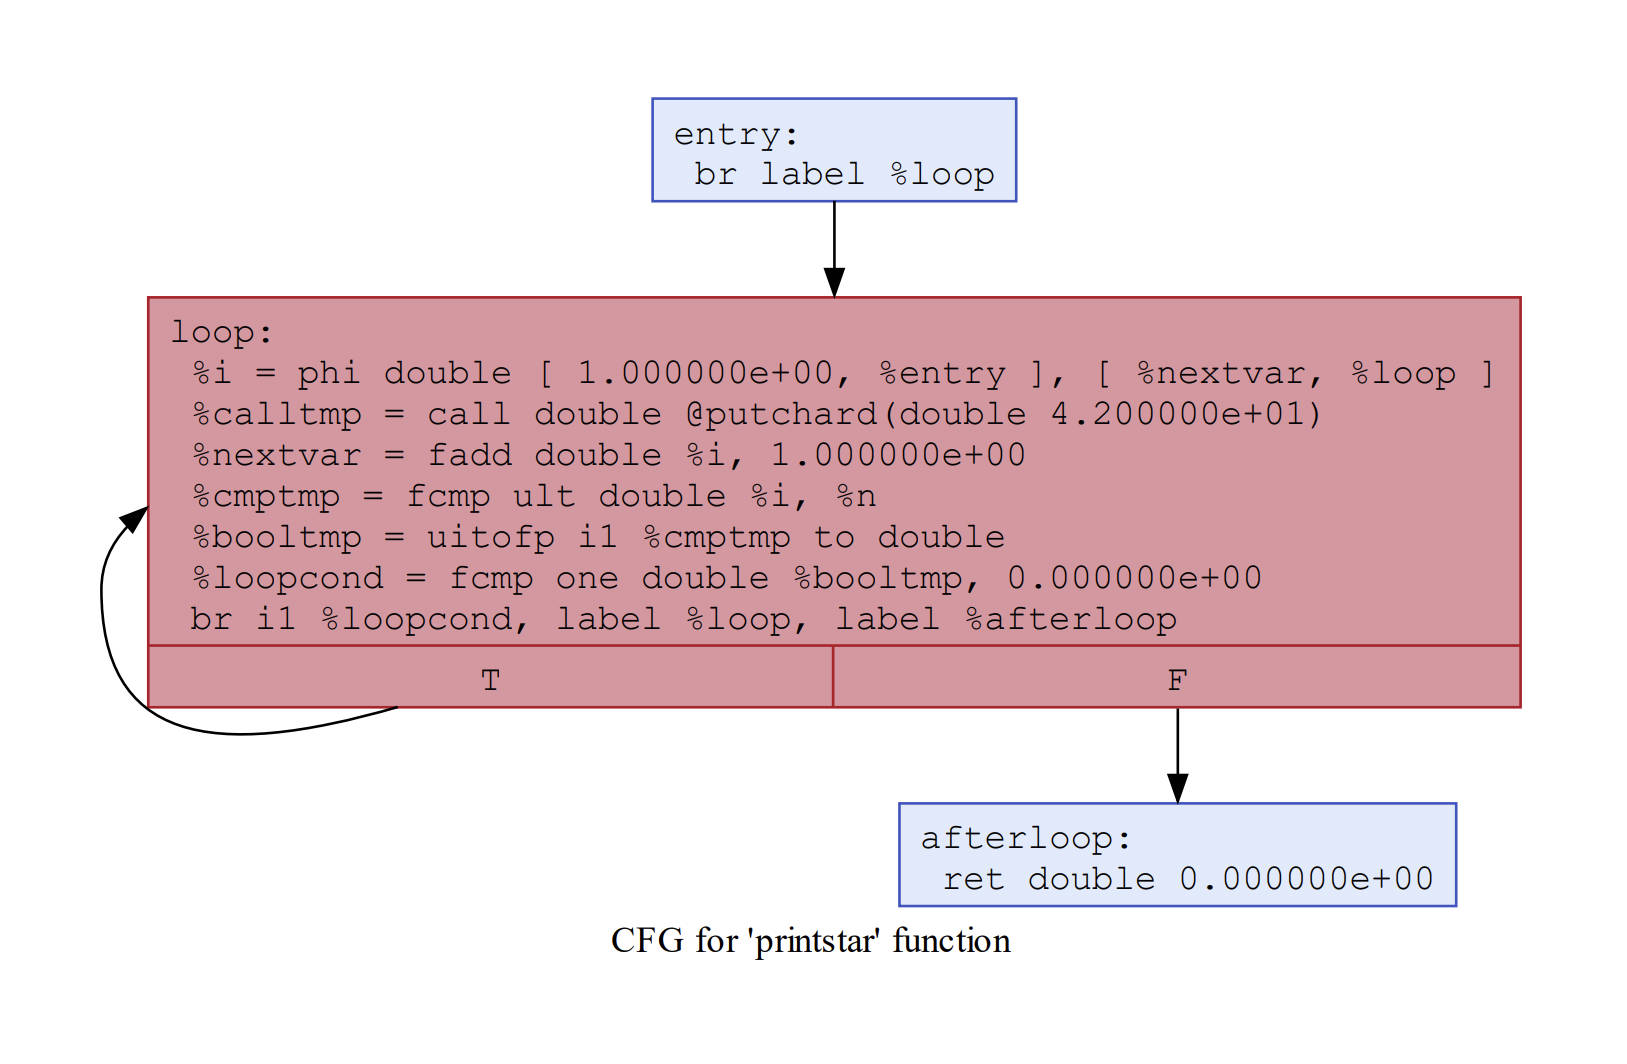 entry:
br label %loop
loop:
%i = phi double [ 1.000000e+00, %entry ], [ %nextvar, %loop ]
%calltmp = call double @putchard(double 4.200000e+01)
%nextvar = fadd double %i, 1.000000e+00
%cmptmp = fcmp ult double %i, %n
%booltmp = uitofp i1 %cmptmp to double
%loopcond = fcmp one double %booltmp, 0.000000e+00
br i1 %loopcond, label %loop, label %afterloop
T
F
afterloop:
ret double 0.000000e+00
CFG for 'printstar' function